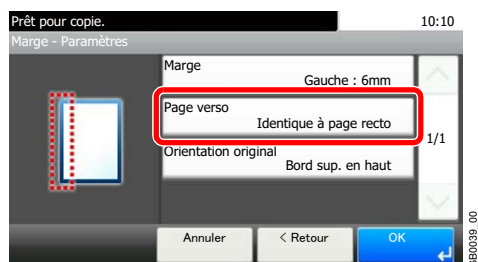 Prêt pour copie. 10:10
Marge - Paramètres
Marge
Gauche : 6mm
Page verso
Identique à page recto
1/1
Orientation original
Bord sup. en haut
Annuler < Retour OK